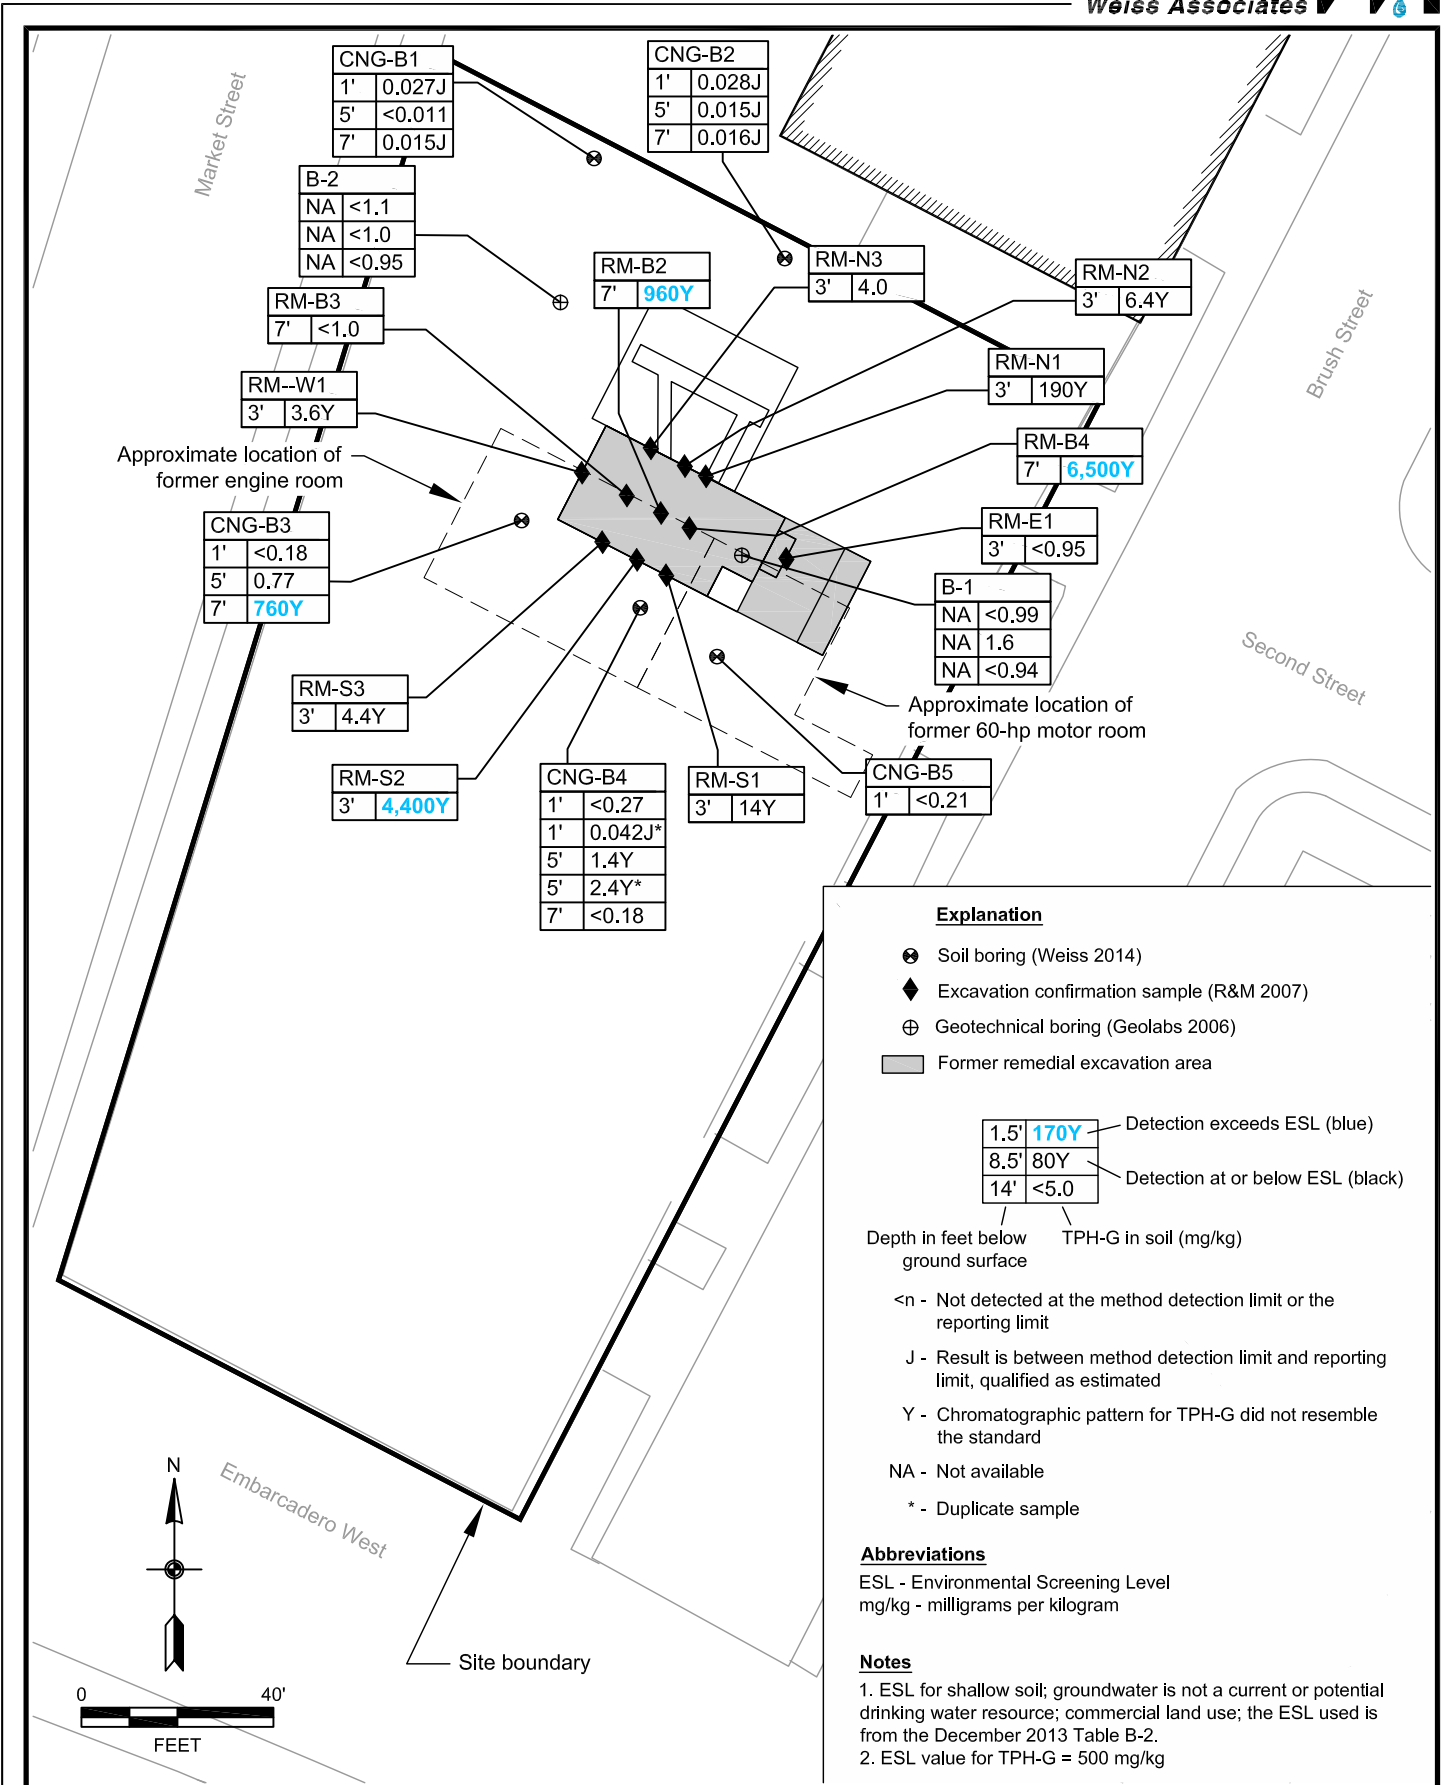 Weiss Associates
CNG-B1
1' 0.027J
5' <0.011
7' 0.015J
CNG-B2
1' 0.028J
5' 0.015J
7' 0.016J
Market Street
B-2
NA <1.1
NA <1.0
NA <0.95
RM-B2
7' 960Y
RM-N3
3' 4.0
RM-N2
3' 6.4Y
RM-B3
7' <1.0
Brush Street
RM-N1
3' 190Y
RM--W1
3' 3.6Y
RM-B4
7' 6,500Y
Approximate location of
former engine room
CNG-B3
1' <0.18
5' 0.77
7' 760Y
RM-E1
3' <0.95
B-1
NA <0.99
NA 1.6
NA <0.94
Second Street
RM-S3
3' 4.4Y
Approximate location of
former 60-hp motor room
RM-S2
3' 4,400Y
CNG-B4
1' <0.27
1' 0.042J*
5' 1.4Y
5' 2.4Y*
7' <0.18
RM-S1
3' 14Y
CNG-B5
1' <0.21
Explanation
Soil boring (Weiss 2014)
Excavation confirmation sample (R&M 2007)
Geotechnical boring (Geolabs 2006)
Former remedial excavation area
1.5' 170Y Detection exceeds ESL (blue)
8.5' 80Y
Detection at or below ESL (black)
14' <5.0
Depth in feet below
ground surface
TPH-G in soil (mg/kg)
<n - Not detected at the method detection limit or the
reporting limit
J - Result is between method detection limit and reporting
limit, qualified as estimated
Y - Chromatographic pattern for TPH-G did not resemble
the standard
NA - Not available
* - Duplicate sample
Abbreviations
ESL - Environmental Screening Level
mg/kg - milligrams per kilogram
Notes
1. ESL for shallow soil; groundwater is not a current or potential
drinking water resource; commercial land use; the ESL used is
from the December 2013 Table B-2.
2. ESL value for TPH-G = 500 mg/kg
N
Embarcadero West
Site boundary
0 40'
FEET